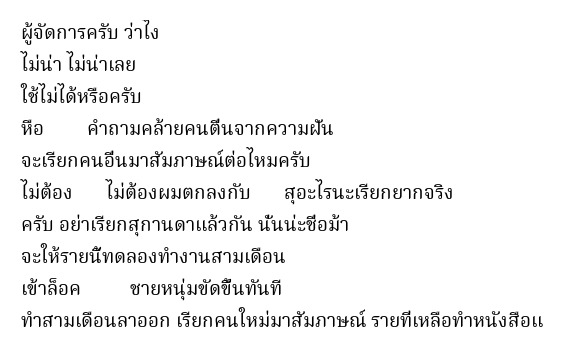 ผู้จัดการครับ ว่าไง
ไม่น่า ไม่น่าเลย
ใช้ไม่ได้หรือครับ
หือ คำถามคล้ายคนตื่นจากความฝัน
จะเรียกคนอื่นมาสัมภาษณ์ต่อไหมครับ
ไม่ต้อง ไม่ต้องผมตกลงกับ สุอะไรนะเรียกยากจริง
ครับ อย่าเรียกสุกานดาแล้วกัน นั่นน่ะชื่อม้า
จะให้รายนี้ทดลองทำงานสามเดือน
เข้าล็อค ชายหนุ่มขัดขึ้นทันที
ทำสามเดือนลาออก เรียกคนใหม่มาสัมภาษณ์ รายที่เหลือทำหนังสือแ